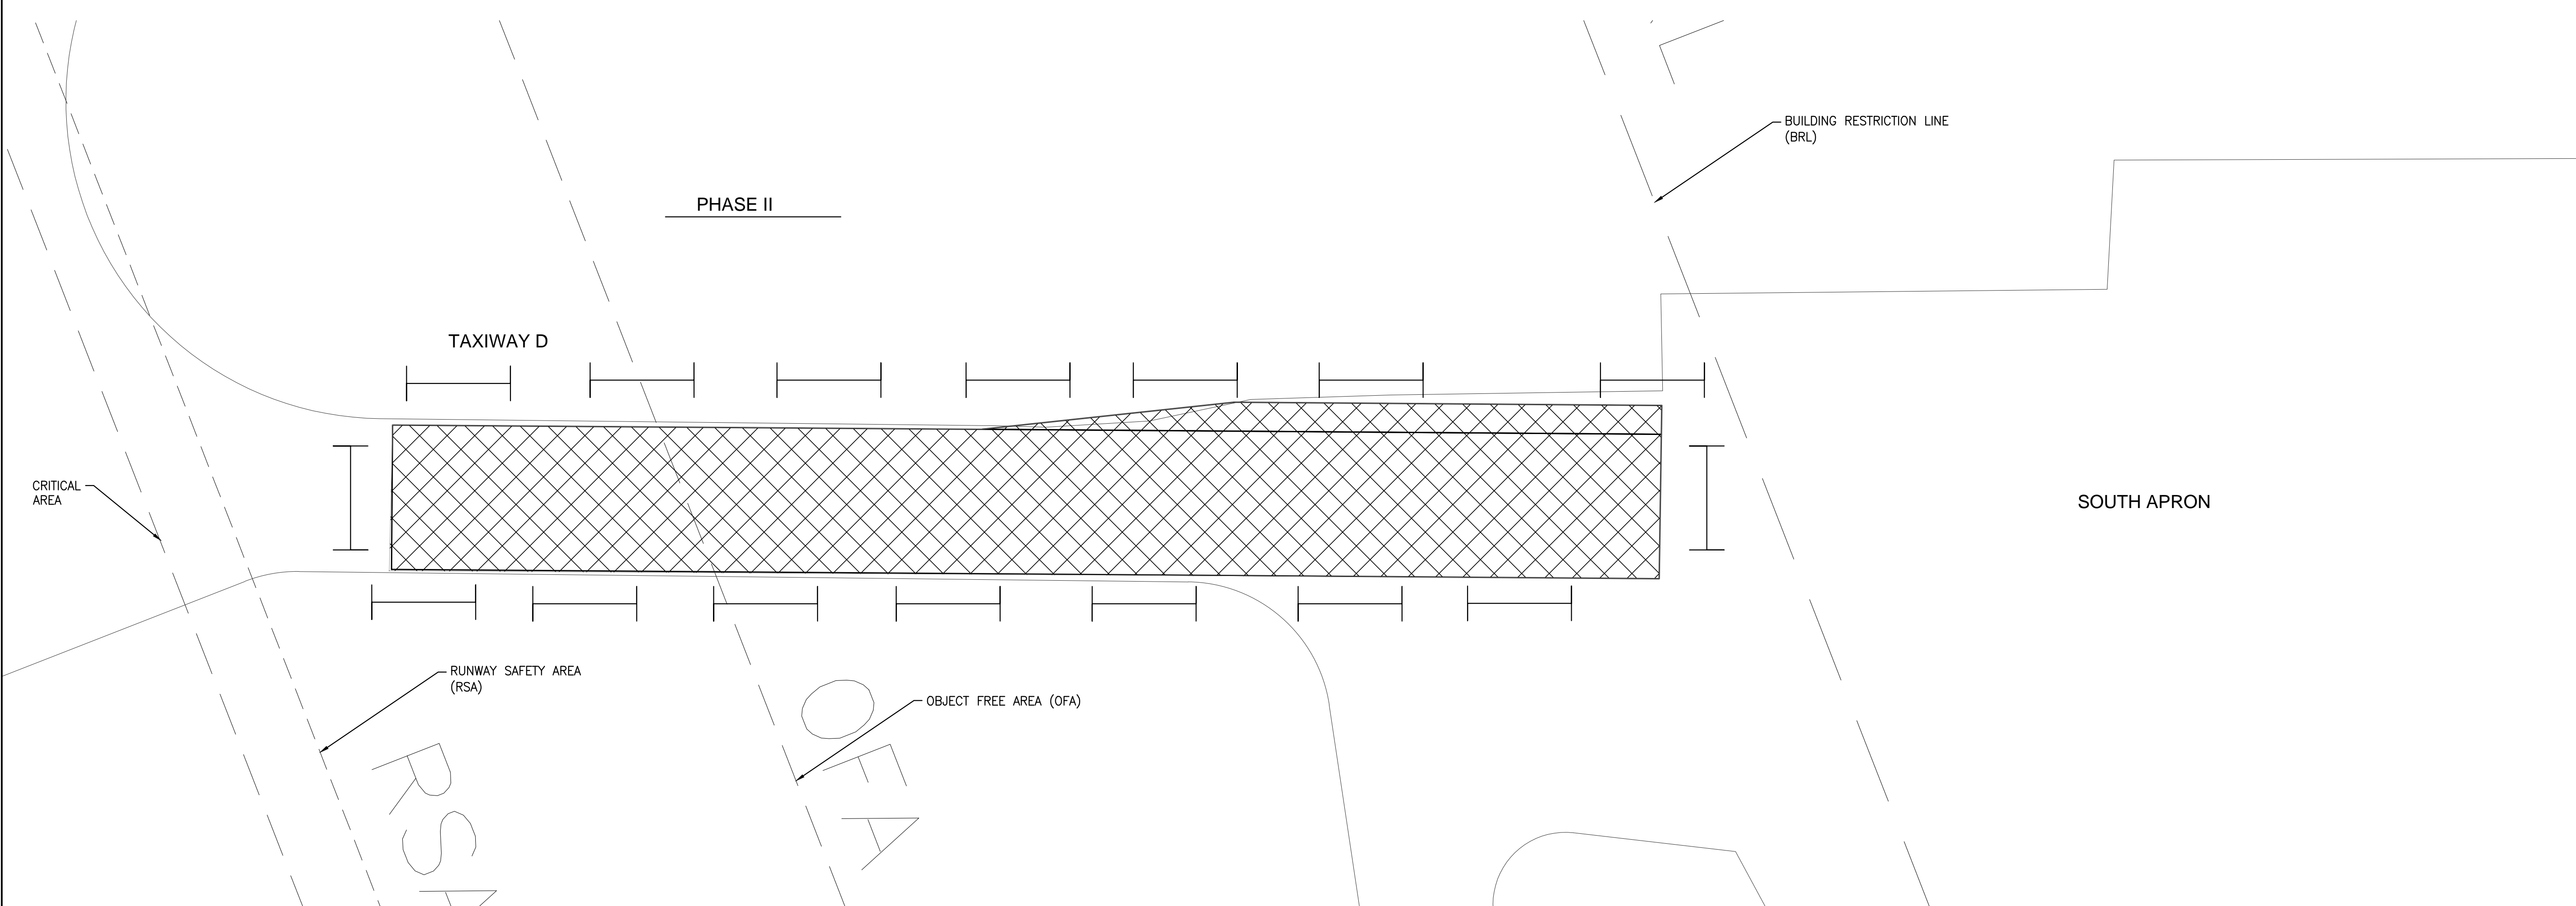 BUILDING RESTRICTION LINE
(BRL)
PHASE II
TAXIWAY D
CRITICAL
AREA
SOUTH APRON
RUNWAY SAFETY AREA
(RSA)
OBJECT FREE AREA (OFA)
OFA
RSA